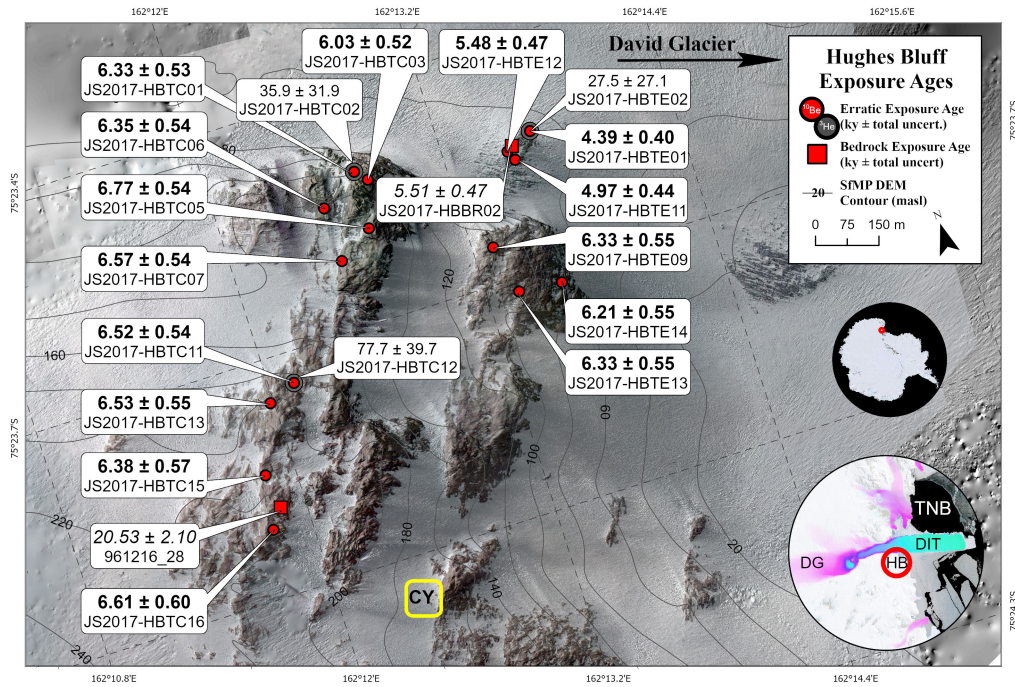 162°12'E
162°13.2'E
162°14.4'E
162°15.6'E
75°23.4'S
75°23.7'S
75°23.7'S
75°24.3'S
162°10.8'E
162°12'E
162°13.2'E
162°14.4'E
David Glacier
6.33 ± 0.53
JS2017-HBTC01
35.9 ± 31.9
JS2017-HBTC02
6.03 ± 0.52
JS2017-HBTC03
5.48 ± 0.47
JS2017-HBTE12
27.5 ± 27.1
JS2017-HBTE02
6.35 ± 0.54
JS2017-HBTC06
4.39 ± 0.40
JS2017-HBTE01
6.77 ± 0.54
JS2017-HBTC05
5.51 ± 0.47
JS2017-HBBR02
4.97 ± 0.44
JS2017-HBTE11
6.57 ± 0.54
JS2017-HBTC07
6.33 ± 0.55
JS2017-HBTE09
6.21 ± 0.55
JS2017-HBTE14
6.52 ± 0.54
JS2017-HBTC11
77.7 ± 39.7
JS2017-HBTC12
6.33 ± 0.55
JS2017-HBTE13
6.53 ± 0.55
JS2017-HBTC13
6.38 ± 0.57
JS2017-HBTC15
20.53 ± 2.10
961216_28
6.61 ± 0.60
JS2017-HBTC16
80
120
160
60
100
220
180
20
200
140
240
CY
Hughes Bluff
Exposure Ages
10Be
3He
Erratic Exposure Age
(ky ± total uncert.)
Bedrock Exposure Age
(ky ± total uncert)
20
SfMP DEM
Contour (masl)
0 75 150 m
N
TNB
DIT
DG
HB